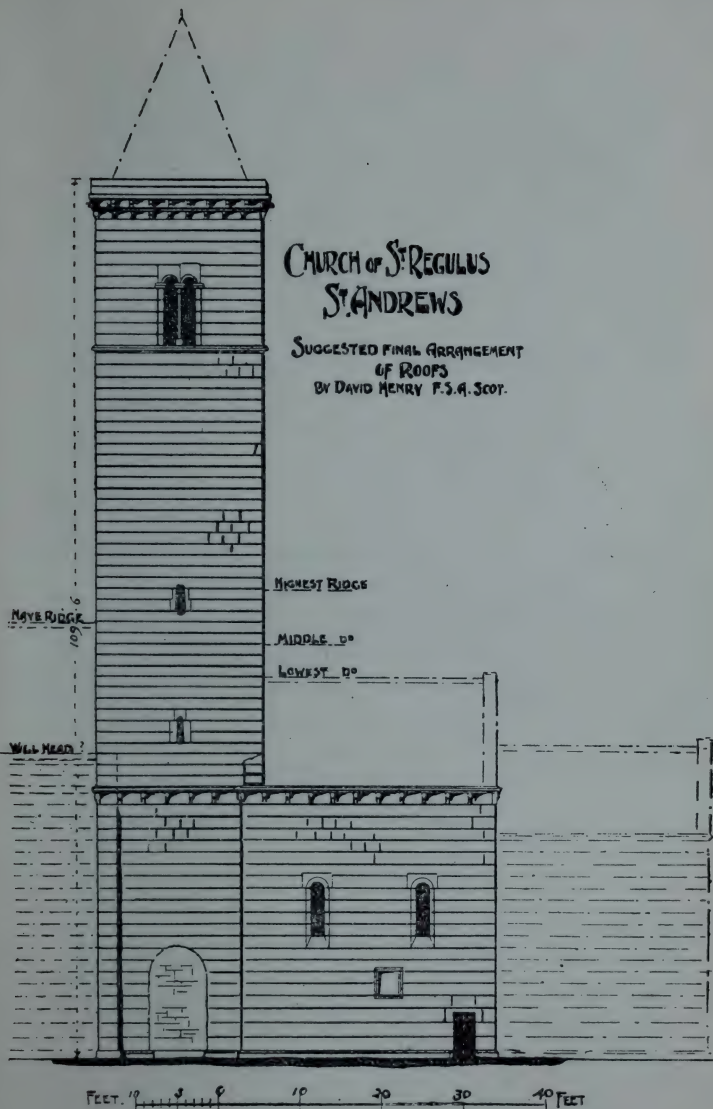 CHURCH OF ST REGULUS
ST ANDREWS
SUGGESTED FINAL ARRANGEMENT
OF ROOFS
BY DAVID HENRY F.S.A. SCOT.
HIGHEST RIDGE
NAVE RIDGE
109.6
MIDDLE DO
LOWEST DO
WALL HEAD ?
FEET. 10 5 0 10 20 30 40 FEET